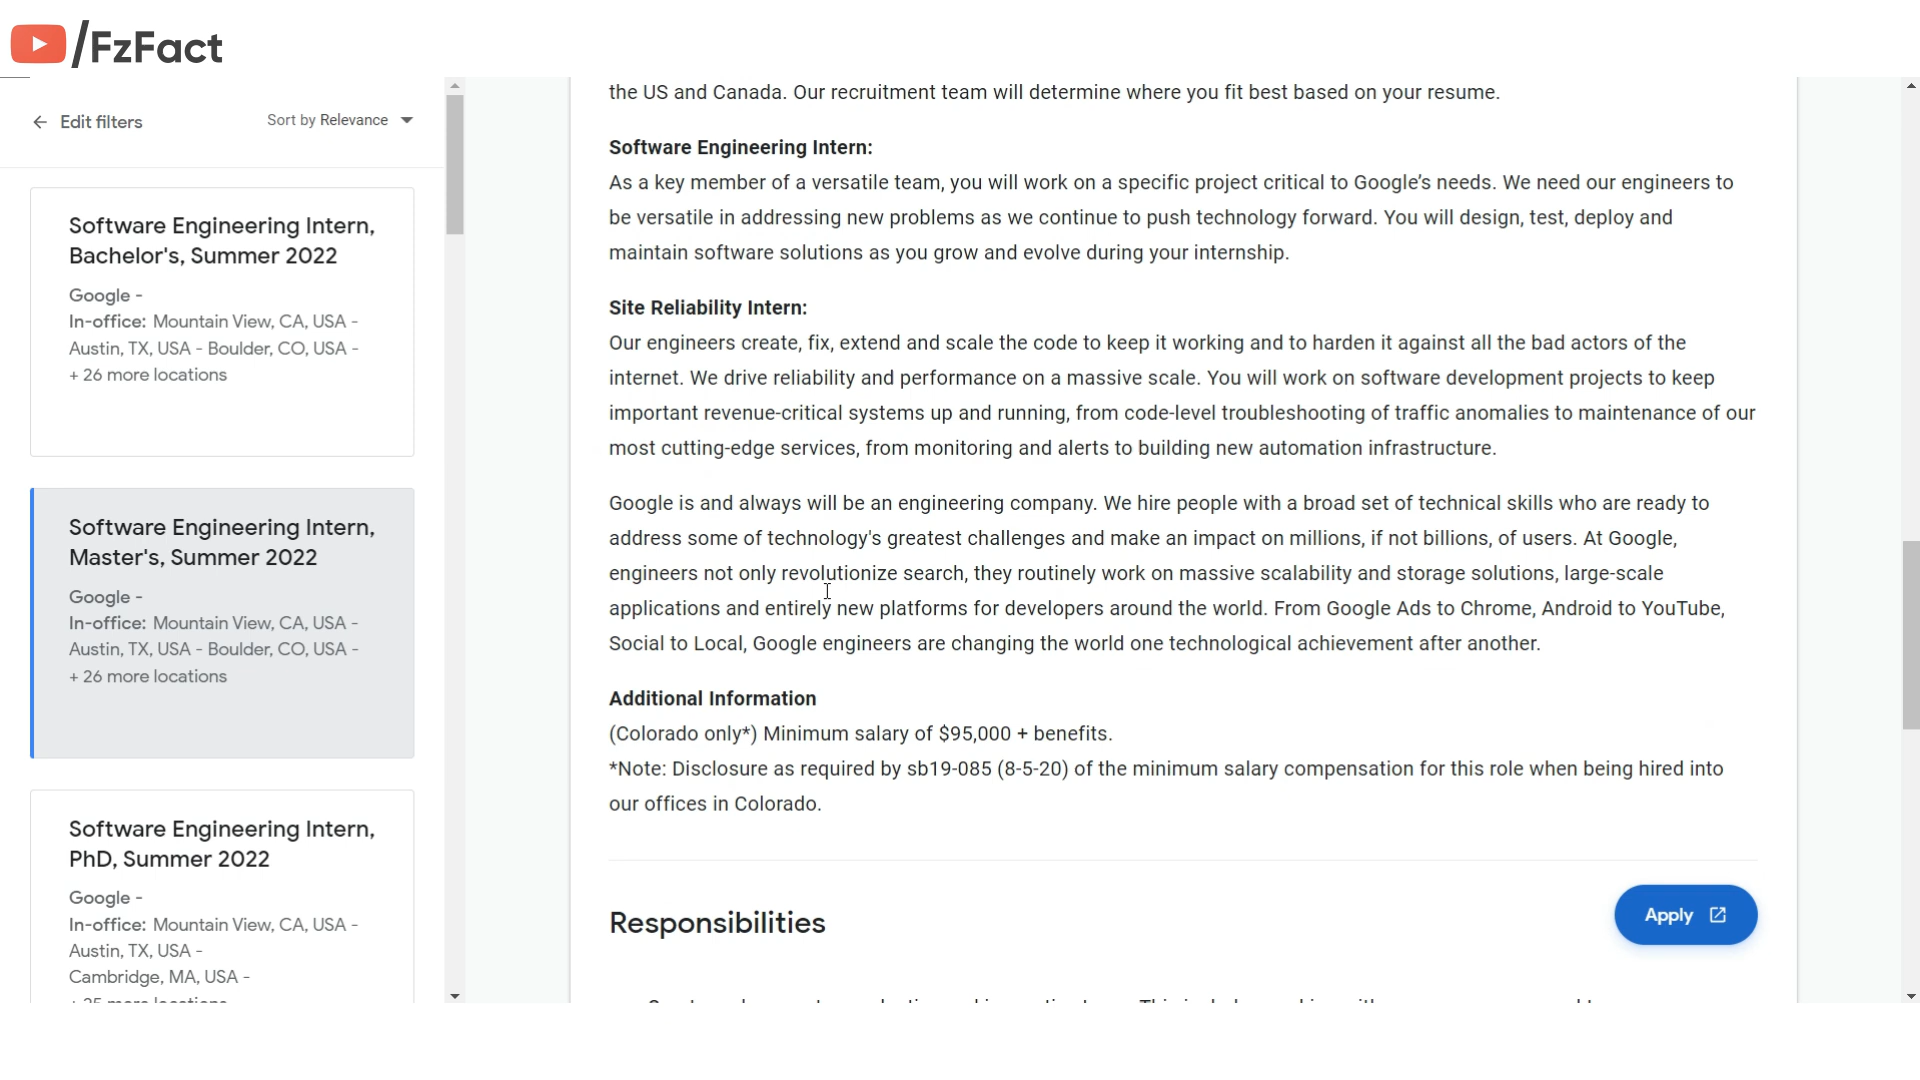 /FzFact
Edit filters
Sort by Relevance
Software Engineering Intern,
Bachelor's, Summer 2022
Google -
In-office: Mountain View, CA, USA -
Austin, TX, USA - Boulder, CO, USA -
+ 26 more locations
Software Engineering Intern,
Master's, Summer 2022
Google -
In-office: Mountain View, CA, USA -
Austin, TX, USA - Boulder, CO, USA -
+ 26 more locations
Software Engineering Intern,
PhD, Summer 2022
Google -
In-office: Mountain View, CA, USA -
Austin, TX, USA -
Cambridge, MA, USA -
the US and Canada. Our recruitment team will determine where you fit best based on your resume.
Software Engineering Intern:
As a key member of a versatile team, you will work on a specific project critical to Google’s needs. We need our engineers to
be versatile in addressing new problems as we continue to push technology forward. You will design, test, deploy and
maintain software solutions as you grow and evolve during your internship.
Site Reliability Intern:
Our engineers create, fix, extend and scale the code to keep it working and to harden it against all the bad actors of the
internet. We drive reliability and performance on a massive scale. You will work on software development projects to keep
important revenue-critical systems up and running, from code-level troubleshooting of traffic anomalies to maintenance of our
most cutting-edge services, from monitoring and alerts to building new automation infrastructure.
Google is and always will be an engineering company. We hire people with a broad set of technical skills who are ready to
address some of technology's greatest challenges and make an impact on millions, if not billions, of users. At Google,
engineers not only revolutionize search, they routinely work on massive scalability and storage solutions, large-scale
applications and entirely new platforms for developers around the world. From Google Ads to Chrome, Android to YouTube,
Social to Local, Google engineers are changing the world one technological achievement after another.
Additional Information
(Colorado only*) Minimum salary of $95,000 + benefits.
*Note: Disclosure as required by sb19-085 (8-5-20) of the minimum salary compensation for this role when being hired into
our offices in Colorado.
Responsibilities
Apply